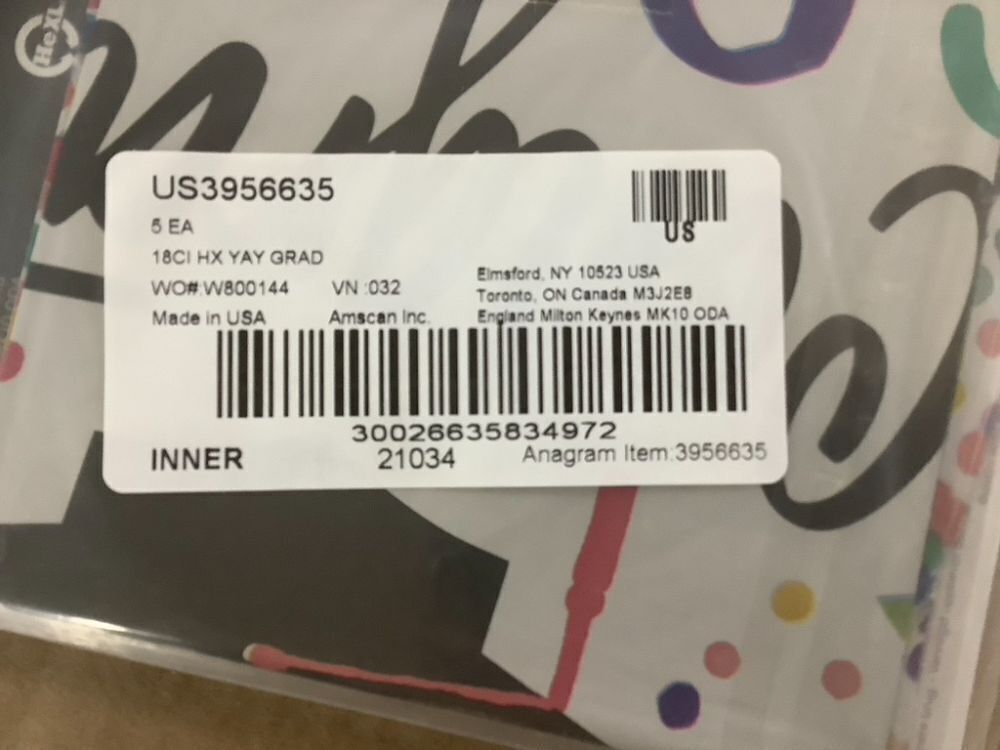 HeXL
US3956635
5 EA
18CI HX YAY GRAD
WO#:W800144 VN :032
Made in USA Amscan Inc.
US
Elmsford, NY 10523 USA
Toronto, ON Canada M3J2E8
England Milton Keynes MK10 ODA
30026635834972
INNER 21034 Anagram Item:3956635